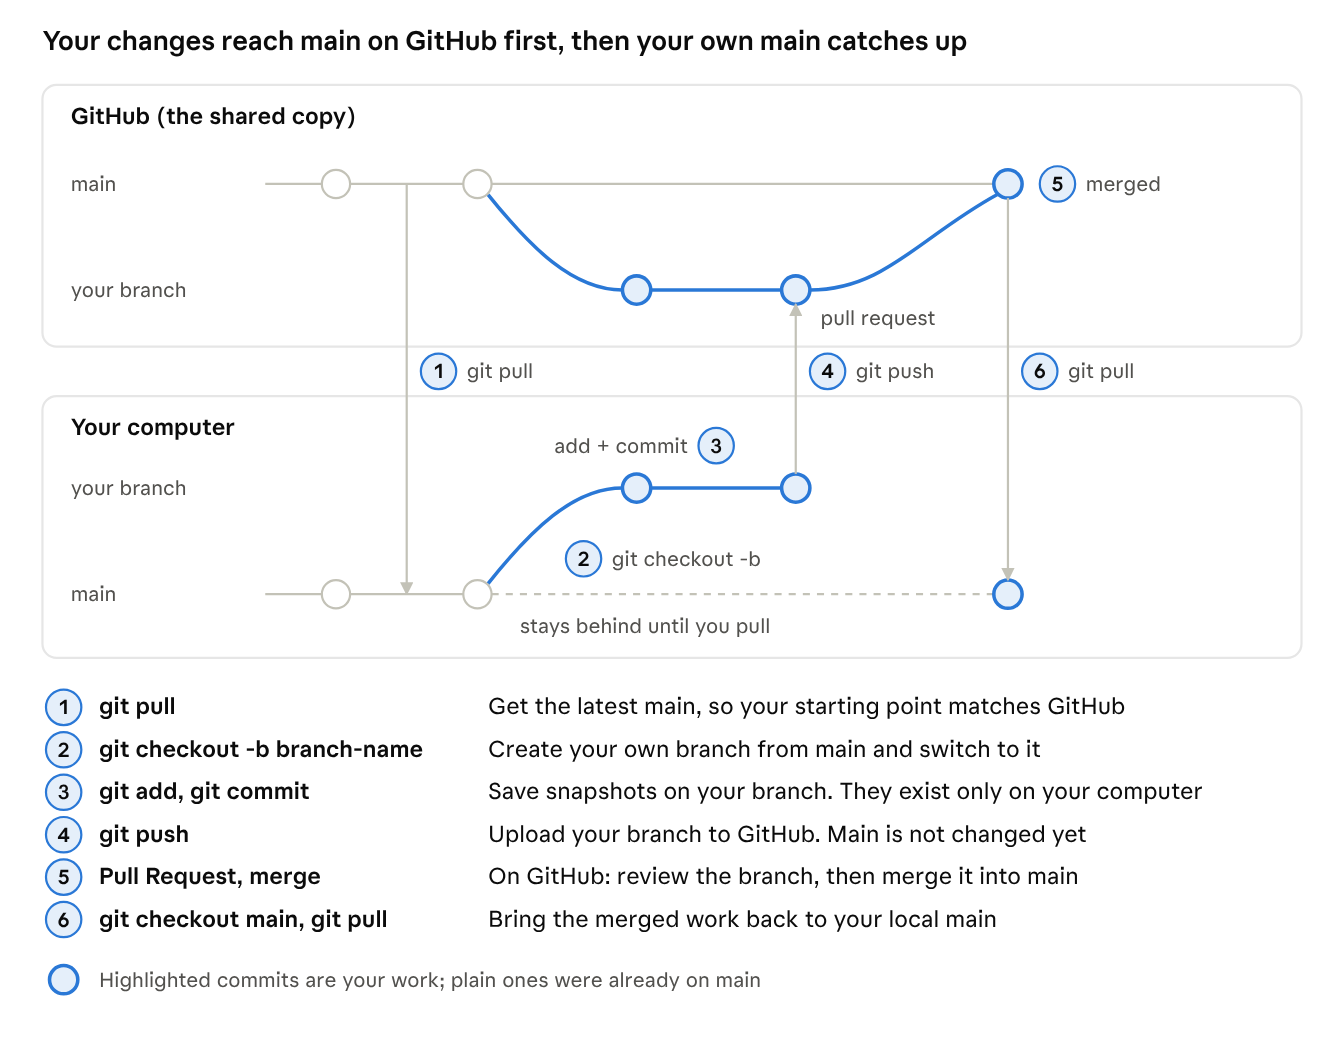 Your changes reach main on GitHub first, then your own main catches up
GitHub (the shared copy)
main
5 merged
your branch
pull request
1 git pull
4 git push
6 git pull
Your computer
add + commit 3
your branch
2 git checkout -b
main
stays behind until you pull
1 git pull Get the latest main, so your starting point matches GitHub
2 git checkout -b branch-name Create your own branch from main and switch to it
3 git add, git commit Save snapshots on your branch. They exist only on your computer
4 git push Upload your branch to GitHub. Main is not changed yet
5 Pull Request, merge On GitHub: review the branch, then merge it into main
6 git checkout main, git pull Bring the merged work back to your local main
Highlighted commits are your work; plain ones were already on main